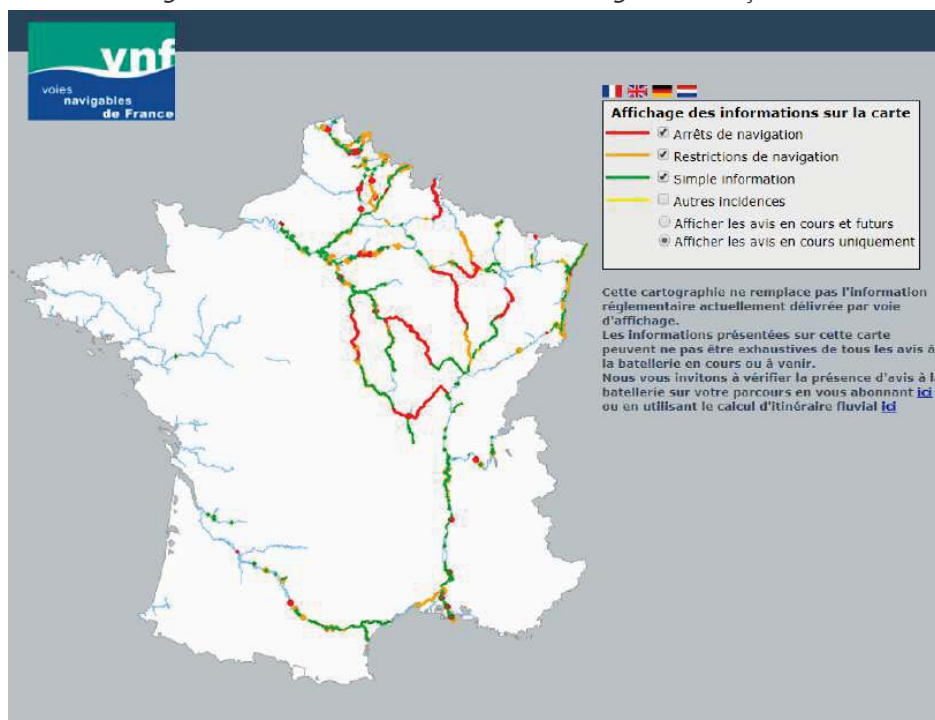 vnf
voies
navigables
de France
Affichage des informations sur la carte
Arrêts de navigation
Restrictions de navigation
Simple information
Autres incidences
Afficher les avis en cours et futurs
Afficher les avis en cours uniquement
Cette cartographie ne remplace pas l'information
réglementaire actuellement délivrée par voie
d'affichage.
Les informations présentées sur cette carte
peuvent ne pas être exhaustives de tous les avis à
la batellerie en cours ou à venir.
Nous vous invitons à vérifier la présence d'avis à la
batellerie sur votre parcours en vous abonnant ici
ou en utilisant le calcul d'itinéraire fluvial ici